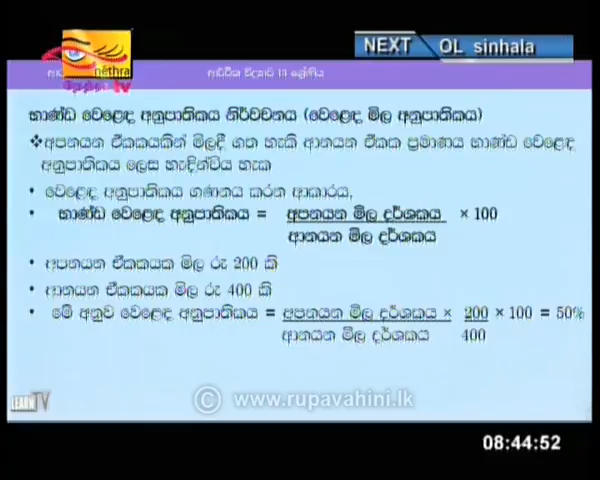 NEXT OL sinhala
nethra
TV
ආර්ථික විද්‍යාව 13 ශ්‍රේණිය
භාණ්ඩ වෙළෙඳ අනුපාතිකය නිර්වචනය (වෙළෙඳ මිල අනුපාතිකය)
❖අපනයන ඒකකයකින් මිලදී ගත හැකි ආනයන ඒකක ප්‍රමාණය භාණ්ඩ වෙළෙඳ
අනුපාතිකය ලෙස හැඳින්විය හැක
• වෙළෙඳ අනුපාතිකය ගණනය කරන ආකාරය,
• භාණ්ඩ වෙළෙඳ අනුපාතිකය = අපනයන මිල දර්ශකය × 100
ආනයන මිල දර්ශකය
• අපනයන ඒකකයක මිල රු 200 කි
• ආනයන ඒකකයක මිල රු 400 කි
• මේ අනුව වෙළෙඳ අනුපාතිකය = අපනයන මිල දර්ශකය × 200 × 100 = 50%
ආනයන මිල දර්ශකය 400
LEARN TV
© www.rupavahini.lk
08:44:52